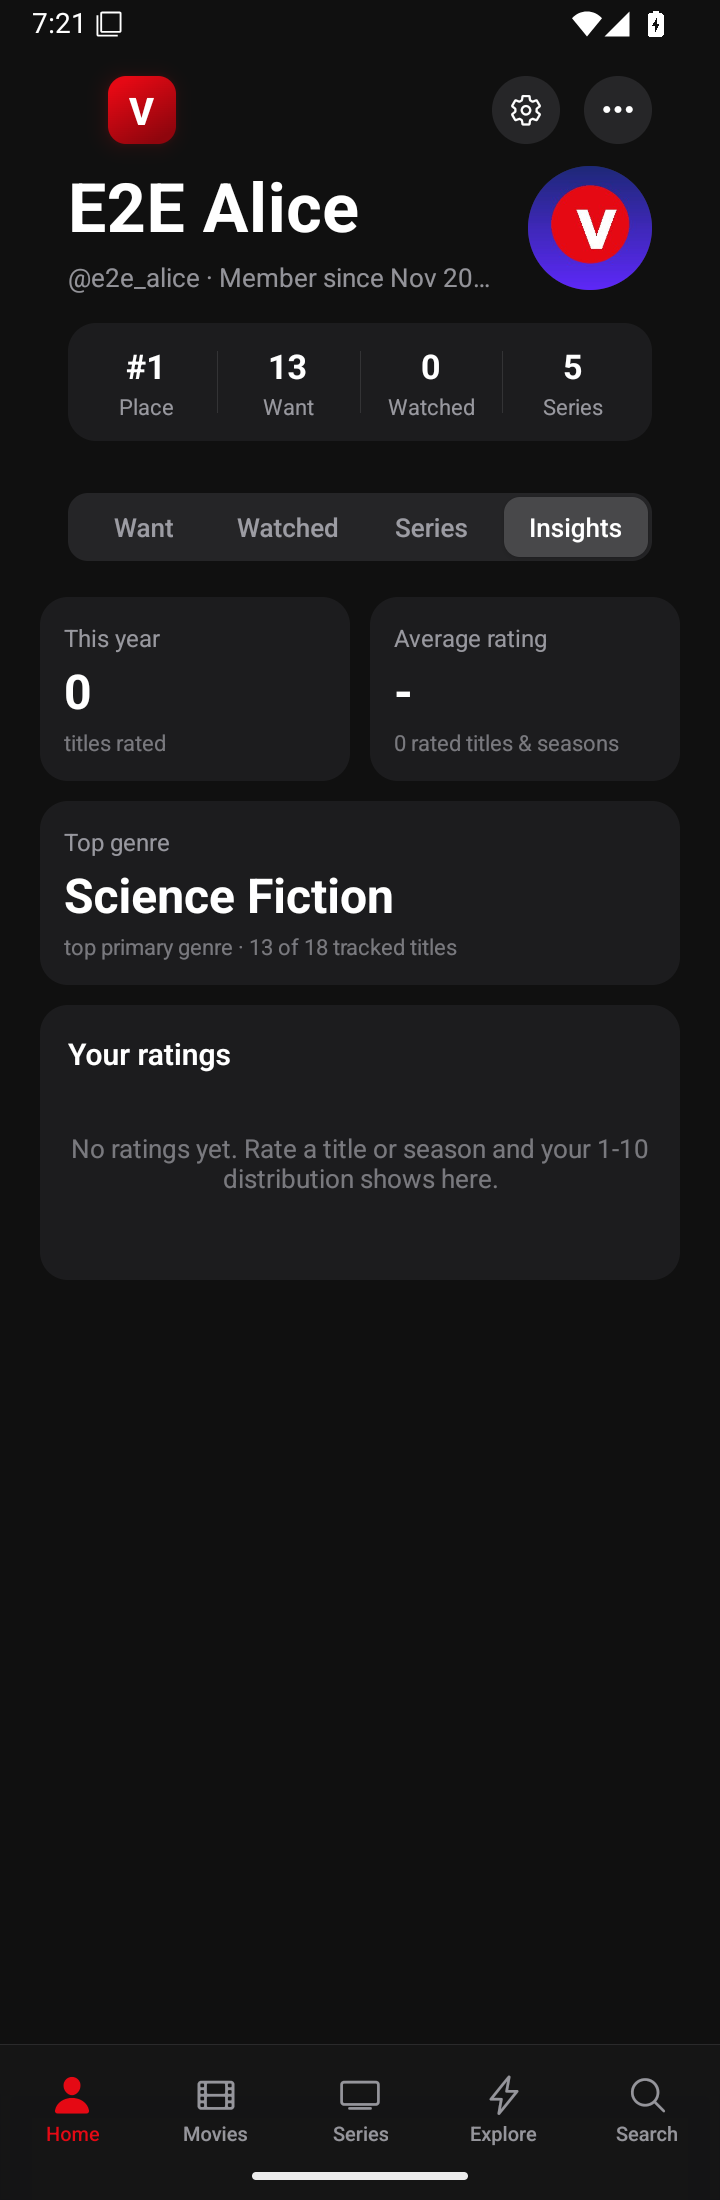 7:21
V
E2E Alice
V
@e2e_alice · Member since Nov 20…
#1
Place
13
Want
0
Watched
5
Series
Want
Watched
Series
Insights
This year
0
titles rated
Average rating
-
0 rated titles & seasons
Top genre
Science Fiction
top primary genre · 13 of 18 tracked titles
Your ratings
No ratings yet. Rate a title or season and your 1-10
distribution shows here.
Home
Movies
Series
Explore
Search